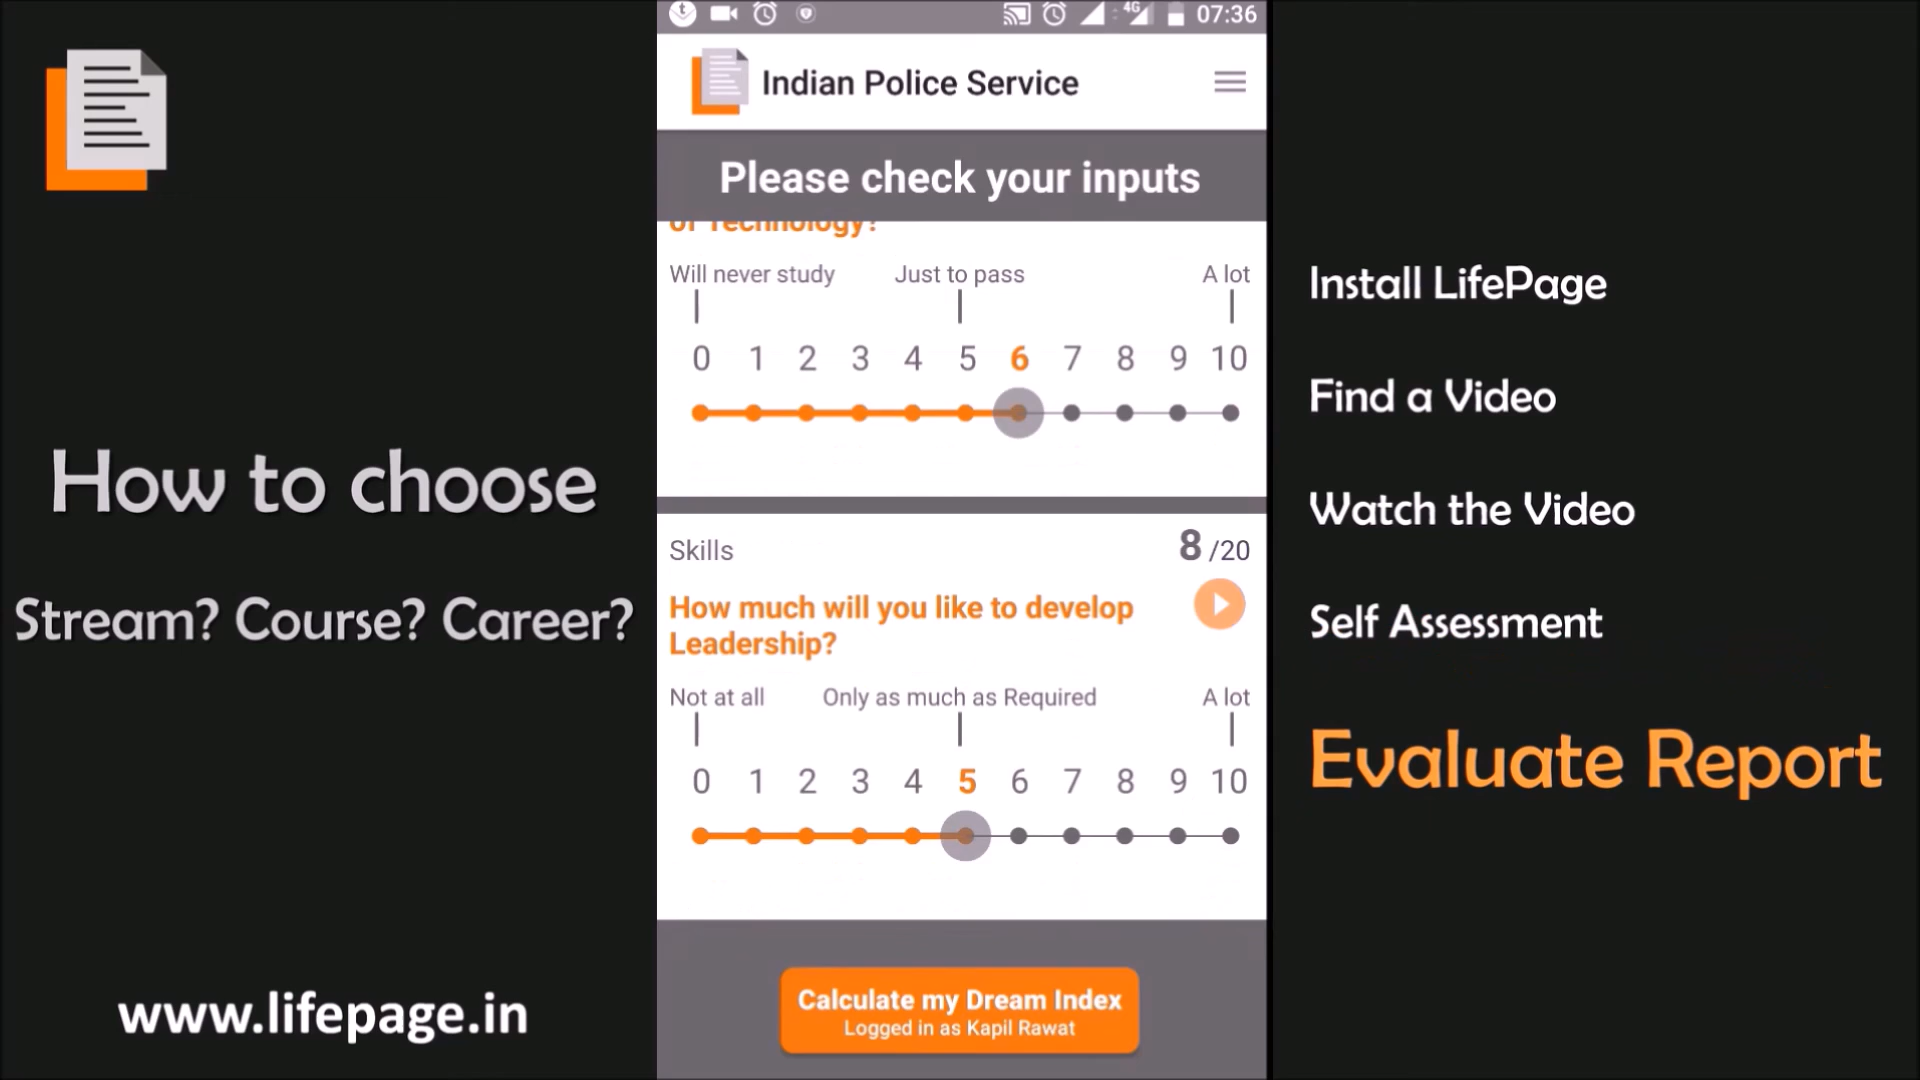 How to choose
Stream? Course? Career?
www.lifepage.in
4G
07:36
Indian Police Service
Please check your inputs
of Technology?
Will never study Just to pass A lot
0 1 2 3 4 5 6 7 8 9 10
Skills 8 /20
How much will you like to develop
Leadership?
Not at all Only as much as Required A lot
0 1 2 3 4 5 6 7 8 9 10
Calculate my Dream Index
Logged in as Kapil Rawat
Install LifePage
Find a Video
Watch the Video
Self Assessment
Evaluate Report